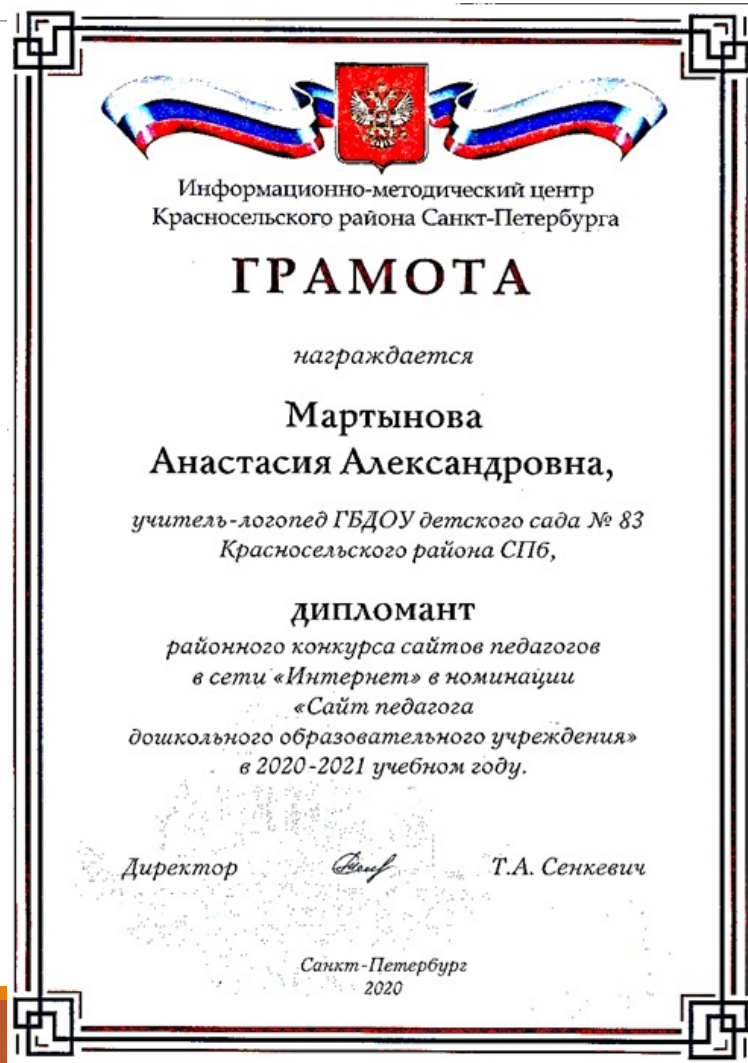 Информационно-методический центр
Красносельского района Санкт-Петербурга
ГРАМОТА
награждается
Мартынова
Анастасия Александровна,
учитель-логопед ГБДОУ детского сада № 83
Красносельского района СПб,
дипломант
районного конкурса сайтов педагогов
в сети «Интернет» в номинации
«Сайт педагога
дошкольного образовательного учреждения»
в 2020-2021 учебном году.
Директор Т.А. Сенкевич
Санкт-Петербург
2020